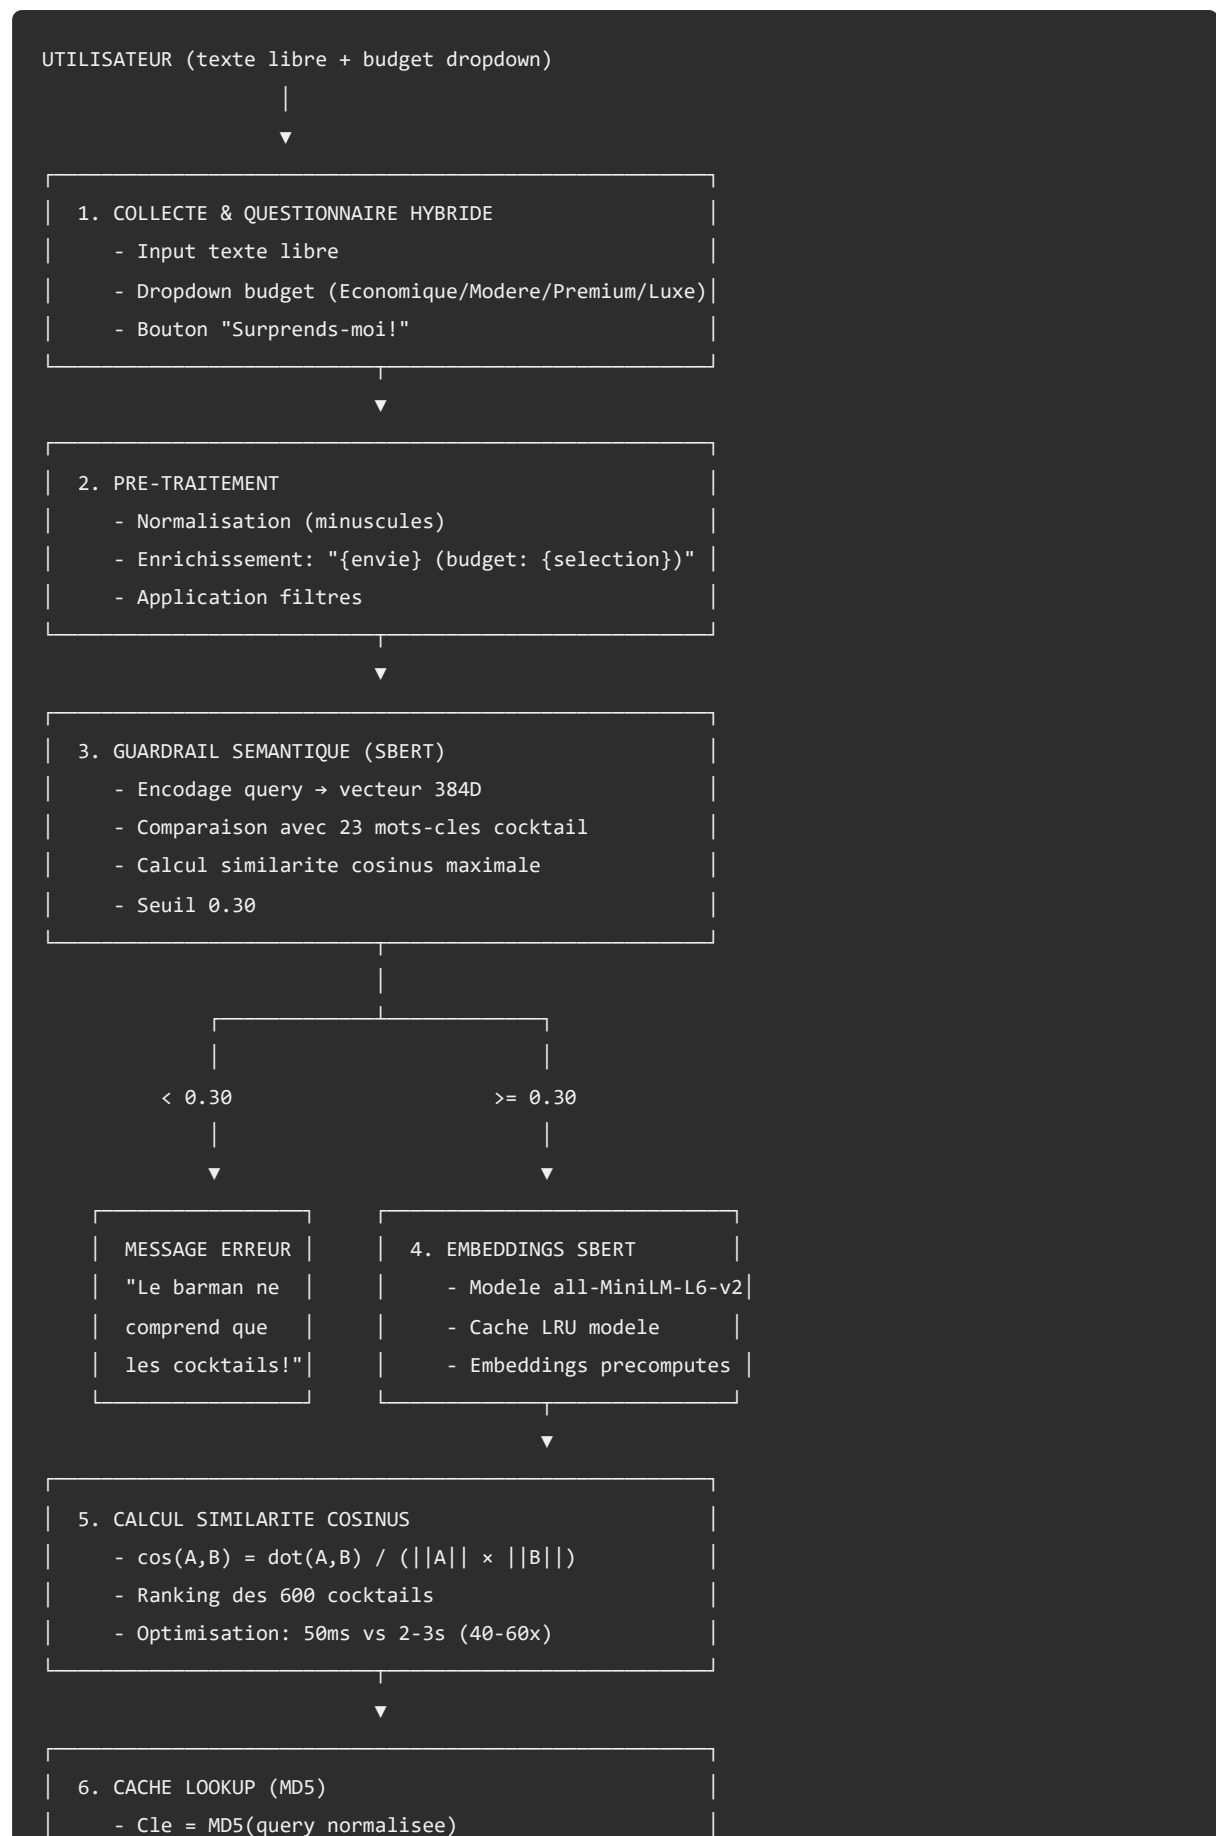 UTILISATEUR (texte libre + budget dropdown)
1. COLLECTE & QUESTIONNAIRE HYBRIDE
- Input texte libre
- Dropdown budget (Economique/Modere/Premium/Luxe)
- Bouton "Surprends-moi!"
2. PRE-TRAITEMENT
- Normalisation (minuscules)
- Enrichissement: "{envie} (budget: {selection})"
- Application filtres
3. GUARDRAIL SEMANTIQUE (SBERT)
- Encodage query → vecteur 384D
- Comparaison avec 23 mots-cles cocktail
- Calcul similarite cosinus maximale
- Seuil 0.30
< 0.30
>= 0.30
MESSAGE ERREUR
"Le barman ne
comprend que
les cocktails!"
4. EMBEDDINGS SBERT
- Modele all-MiniLM-L6-v2
- Cache LRU modele
- Embeddings precomputes
5. CALCUL SIMILARITE COSINUS
- cos(A,B) = dot(A,B) / (||A|| × ||B||)
- Ranking des 600 cocktails
- Optimisation: 50ms vs 2-3s (40-60x)
6. CACHE LOOKUP (MD5)
- Cle = MD5(query normalisee)